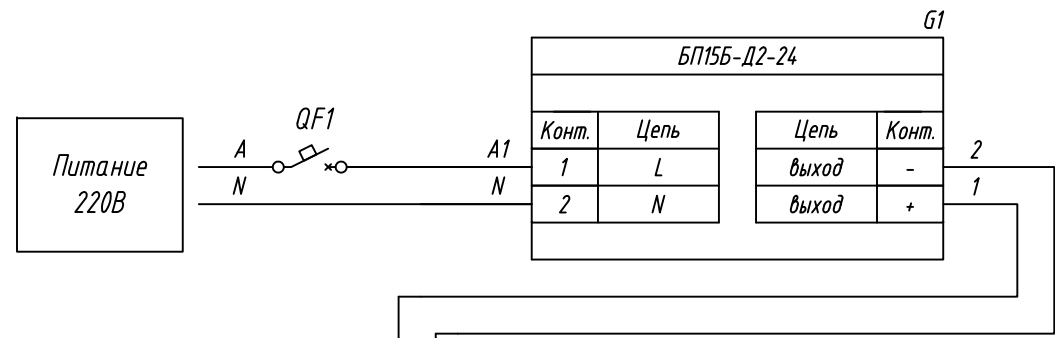 G1
БП15Б-Д2-24
QF1
Питание
220В
A
N
A1
N
Конт. Цепь
1 L
2 N
Цепь Конт.
выход -
выход +
2
1